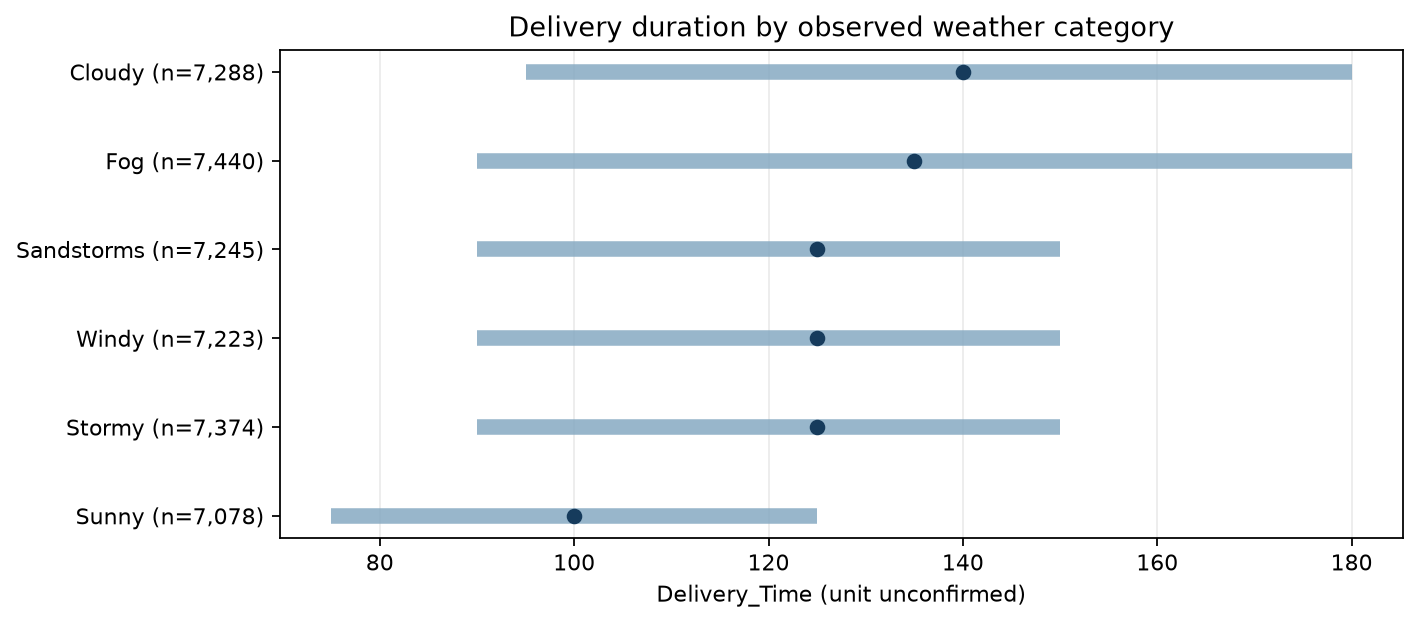 Delivery duration by observed weather category
Cloudy (n=7,288)
Fog (n=7,440)
Sandstorms (n=7,245)
Windy (n=7,223)
Stormy (n=7,374)
Sunny (n=7,078)
80 100 120 140 160 180
Delivery_Time (unit unconfirmed)